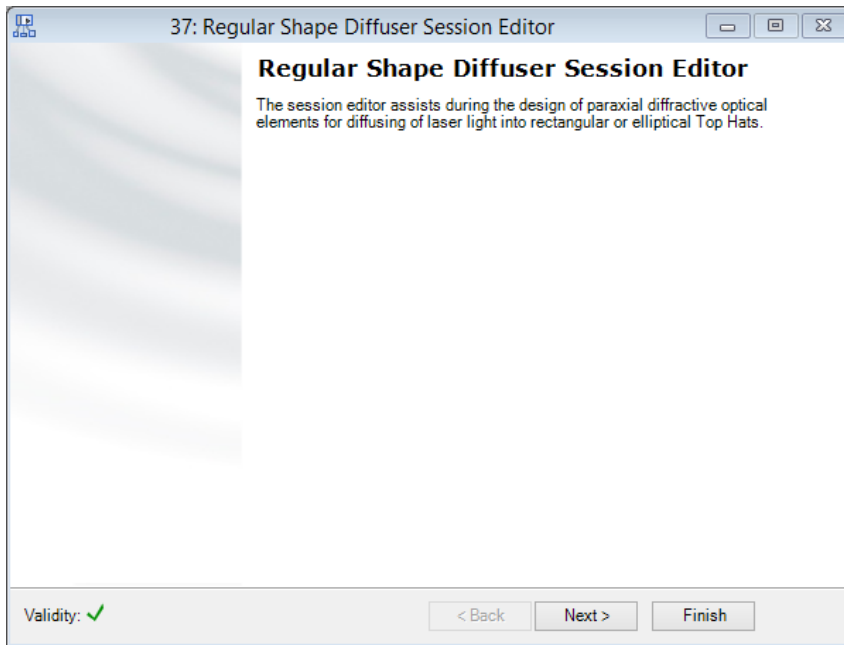 37: Regular Shape Diffuser Session Editor
Regular Shape Diffuser Session Editor
The session editor assists during the design of paraxial diffractive optical
elements for diffusing of laser light into rectangular or elliptical Top Hats.
Validity:
< Back
Next >
Finish